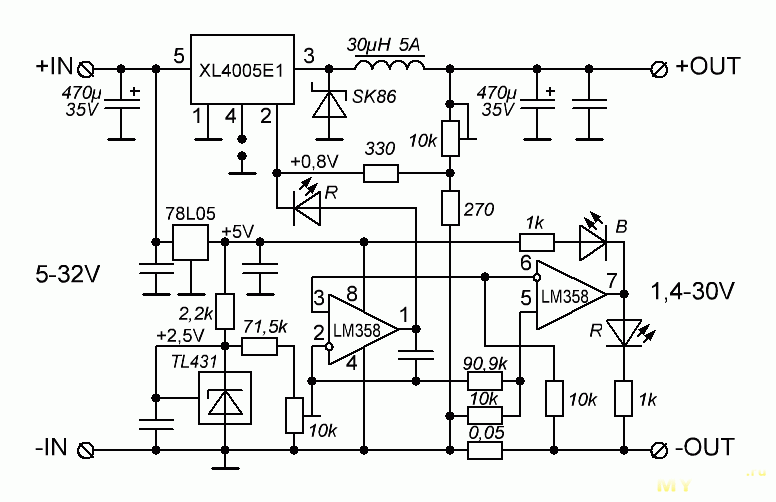 +IN
5
XL4005E1
3
30µH 5A
+OUT
470µ
35V
+
1
4
2
SK86
10k
470µ
35V
+
+0,8V
330
R
270
78L05
+5V
1k
B
5-32V
2,2k
3
8
1
2
LM358
4
6
5
7
LM358
1,4-30V
R
+2,5V
71,5k
TL431
90,9k
10k
10k
10k
1k
0,05
-IN
-OUT
MY
.ru